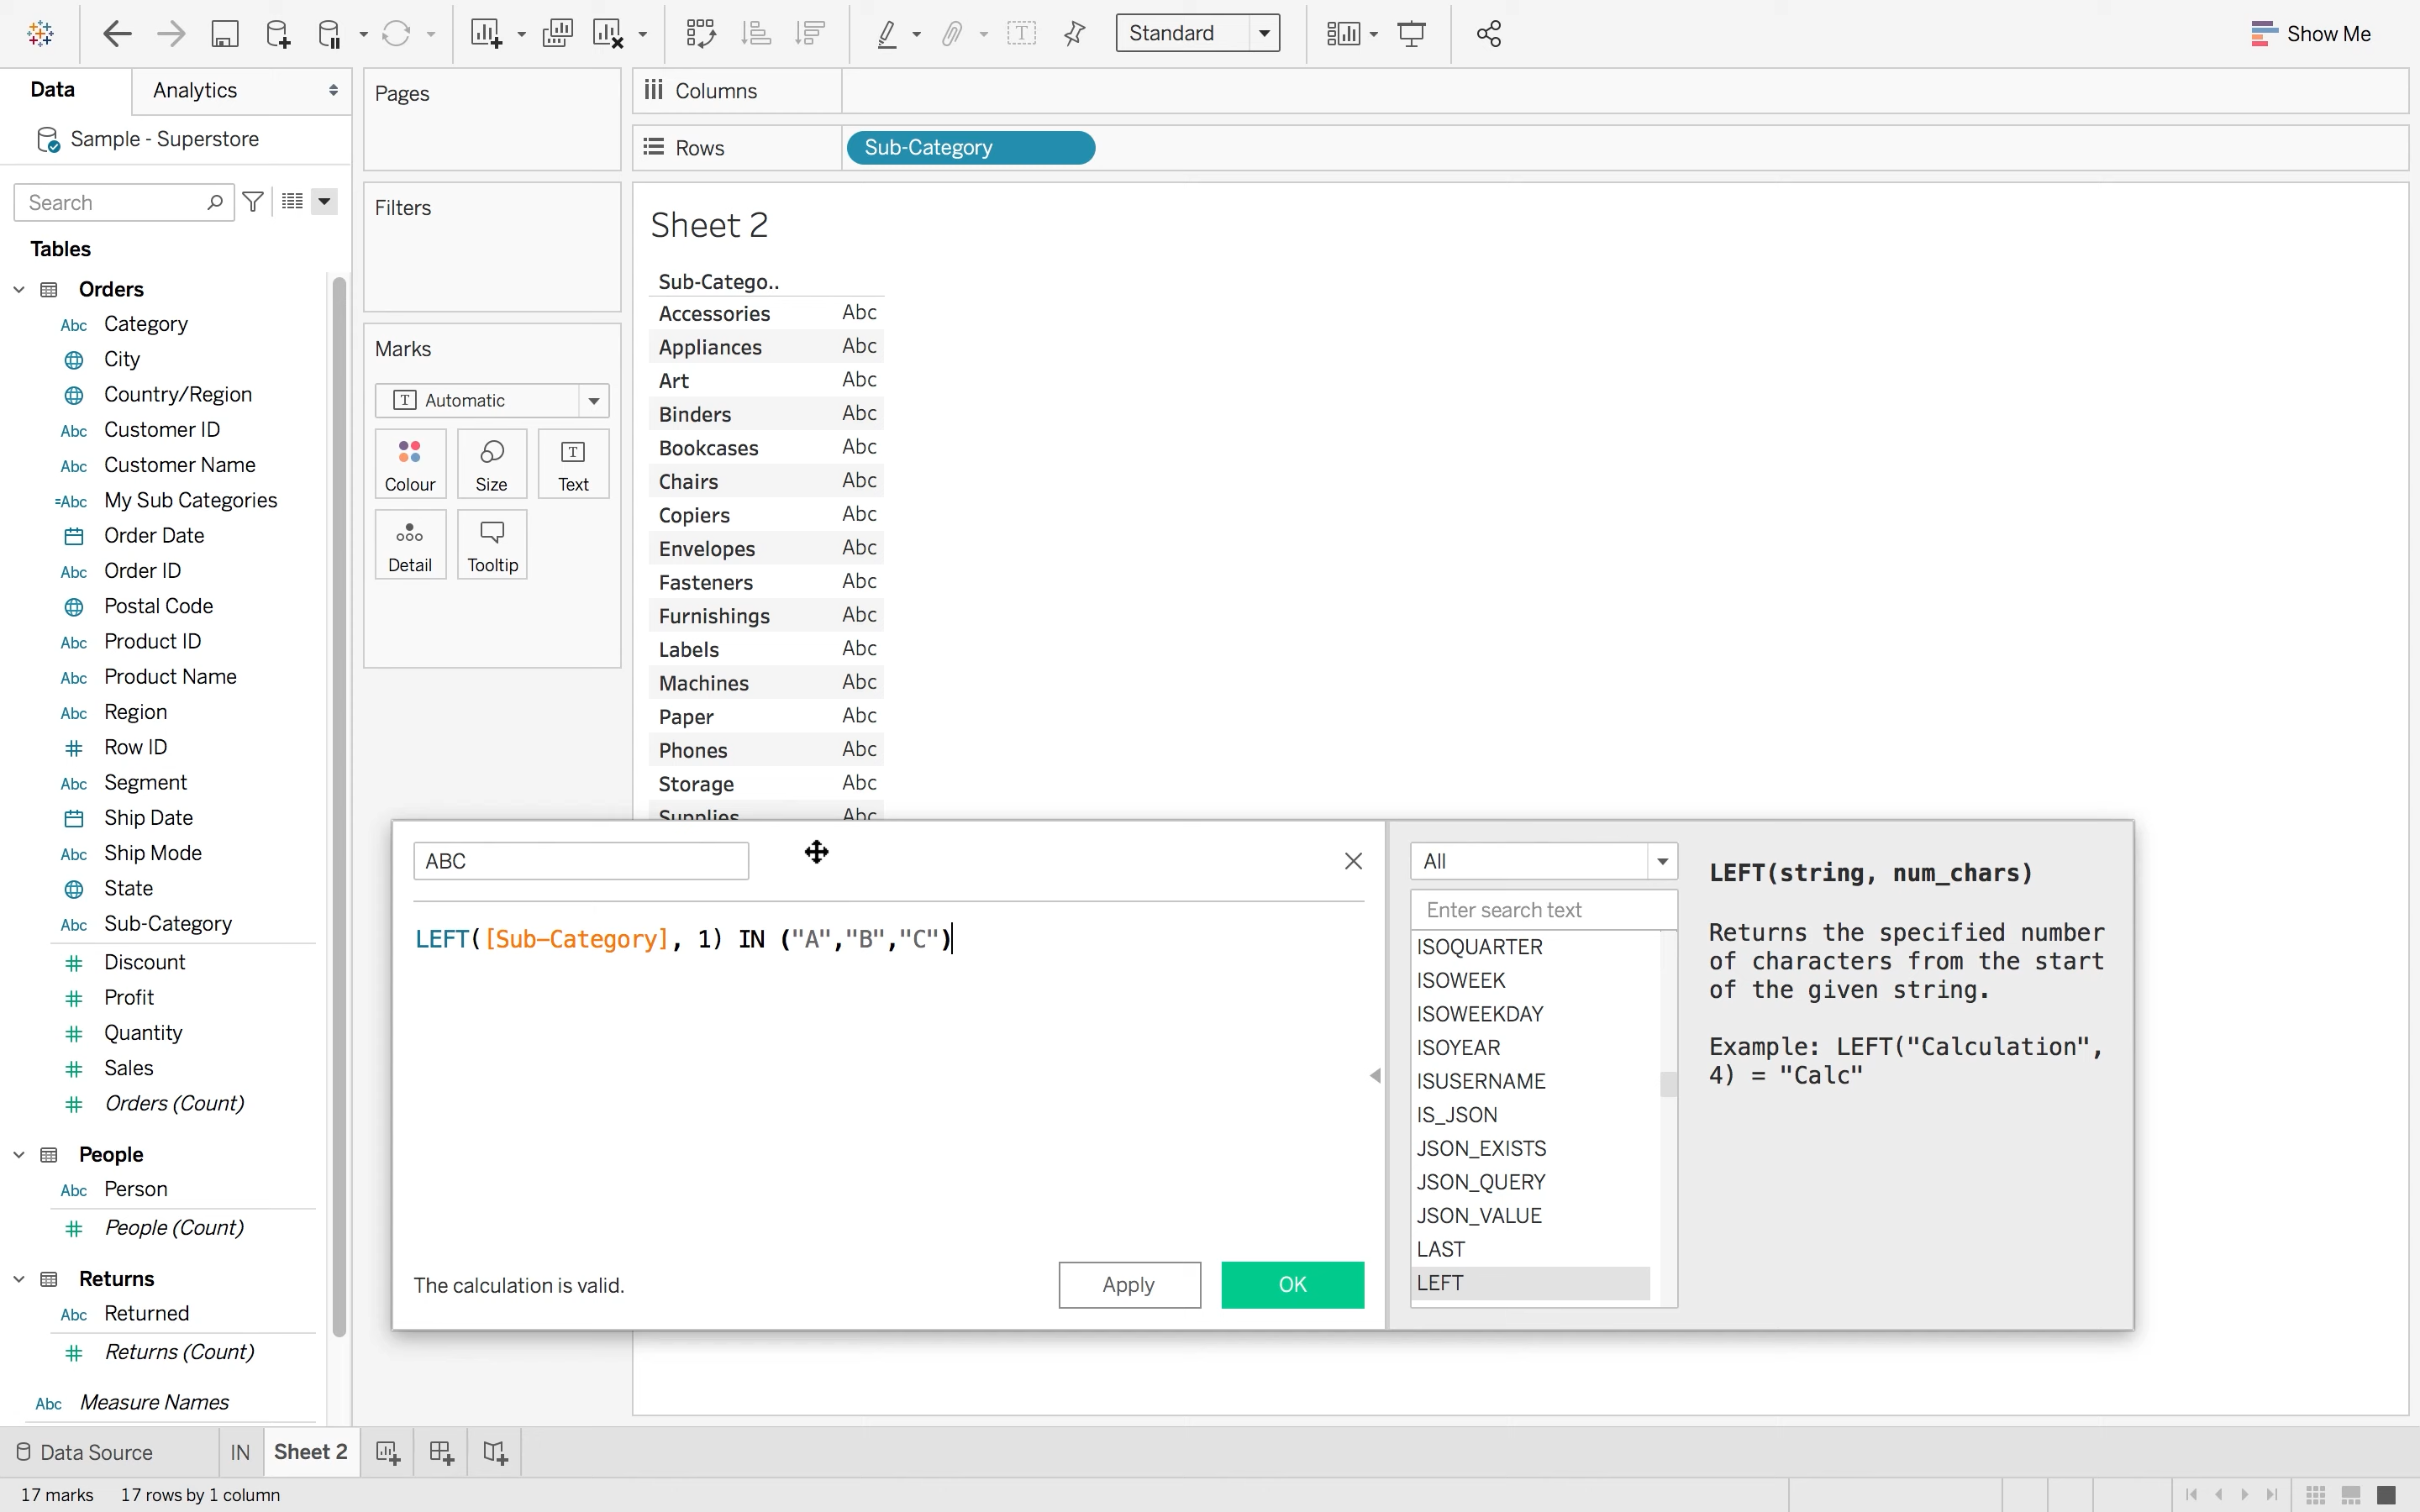 Standard
Show Me
Data
Analytics
Sample - Superstore
Search
Tables
Orders
Abc Category
City
Country/Region
Abc Customer ID
Abc Customer Name
=Abc My Sub Categories
Order Date
Abc Order ID
Postal Code
Abc Product ID
Abc Product Name
Abc Region
# Row ID
Abc Segment
Ship Date
Abc Ship Mode
State
Abc Sub-Category
# Discount
# Profit
# Quantity
# Sales
# Orders (Count)
People
Abc Person
# People (Count)
Returns
Abc Returned
# Returns (Count)
Abc Measure Names
Pages
Filters
Marks
T Automatic
Colour
Size
T Text
Detail
Tooltip
Columns
Rows
Sub-Category
Sheet 2
Sub-Catego..
Accessories Abc
Appliances Abc
Art Abc
Binders Abc
Bookcases Abc
Chairs Abc
Copiers Abc
Envelopes Abc
Fasteners Abc
Furnishings Abc
Labels Abc
Machines Abc
Paper Abc
Phones Abc
Storage Abc
Supplies Abc
ABC
LEFT([Sub-Category], 1) IN ("A","B","C")
The calculation is valid.
Apply
OK
All
Enter search text
ISOQUARTER
ISOWEEK
ISOWEEKDAY
ISOYEAR
ISUSERNAME
IS_JSON
JSON_EXISTS
JSON_QUERY
JSON_VALUE
LAST
LEFT
LEFT(string, num_chars)
Returns the specified number
of characters from the start
of the given string.
Example: LEFT("Calculation",
4) = "Calc"
Data Source
IN
Sheet 2
17 marks
17 rows by 1 column